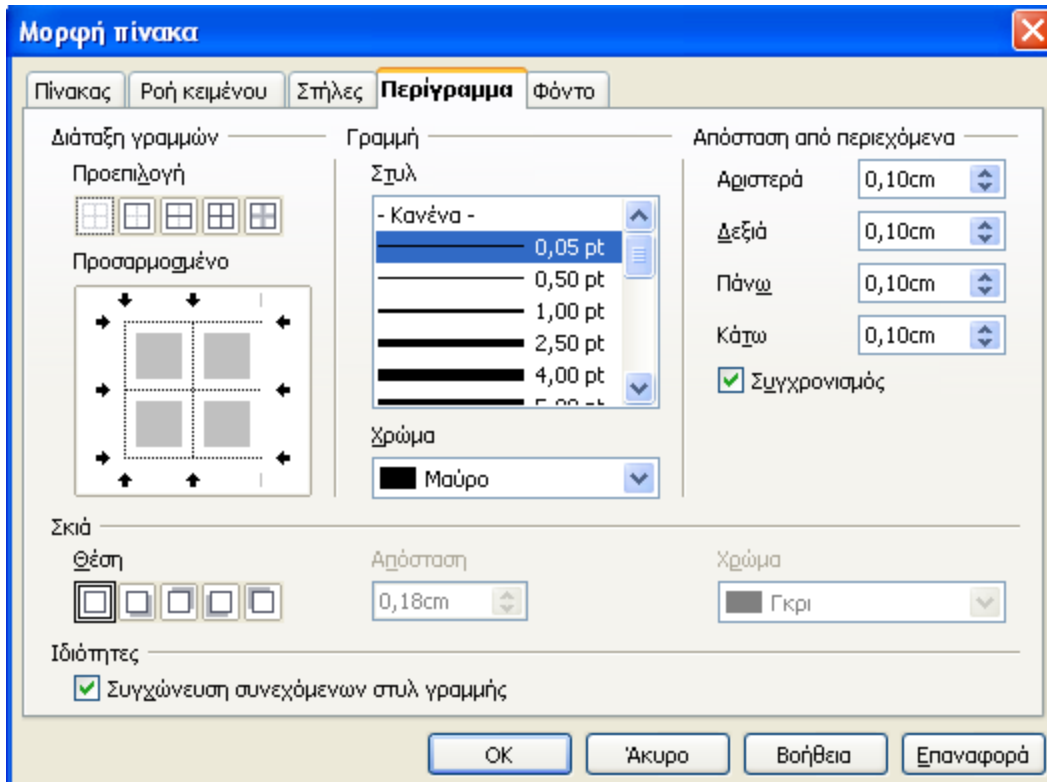 Μορφή πίνακα
Πίνακας Ροή κειμένου Στήλες Περίγραμμα Φόντο
Διάταξη γραμμών
Προεπιλογή
Προσαρμοσμένο
Γραμμή
Στυλ
- Κανένα -
0,05 pt
0,50 pt
1,00 pt
2,50 pt
4,00 pt
Χρώμα
Μαύρο
Απόσταση από περιεχόμενα
Αριστερά 0,10cm
Δεξιά 0,10cm
Πάνω 0,10cm
Κάτω 0,10cm
Συγχρονισμός
Σκιά
Θέση
Απόσταση
0,18cm
Χρώμα
Γκρι
Ιδιότητες
Συγχώνευση συνεχόμενων στυλ γραμμής
OK Άκυρο Βοήθεια Επαναφορά